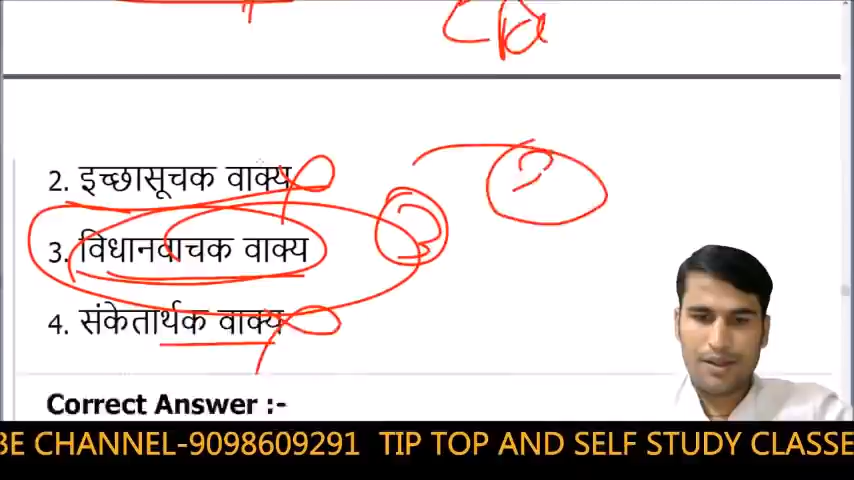 2. इच्छासूचक वाक्य
3. विधानवाचक वाक्य
3
4. संकेतार्थक वाक्य
Correct Answer :-
BE CHANNEL-9098609291 TIP TOP AND SELF STUDY CLASSE